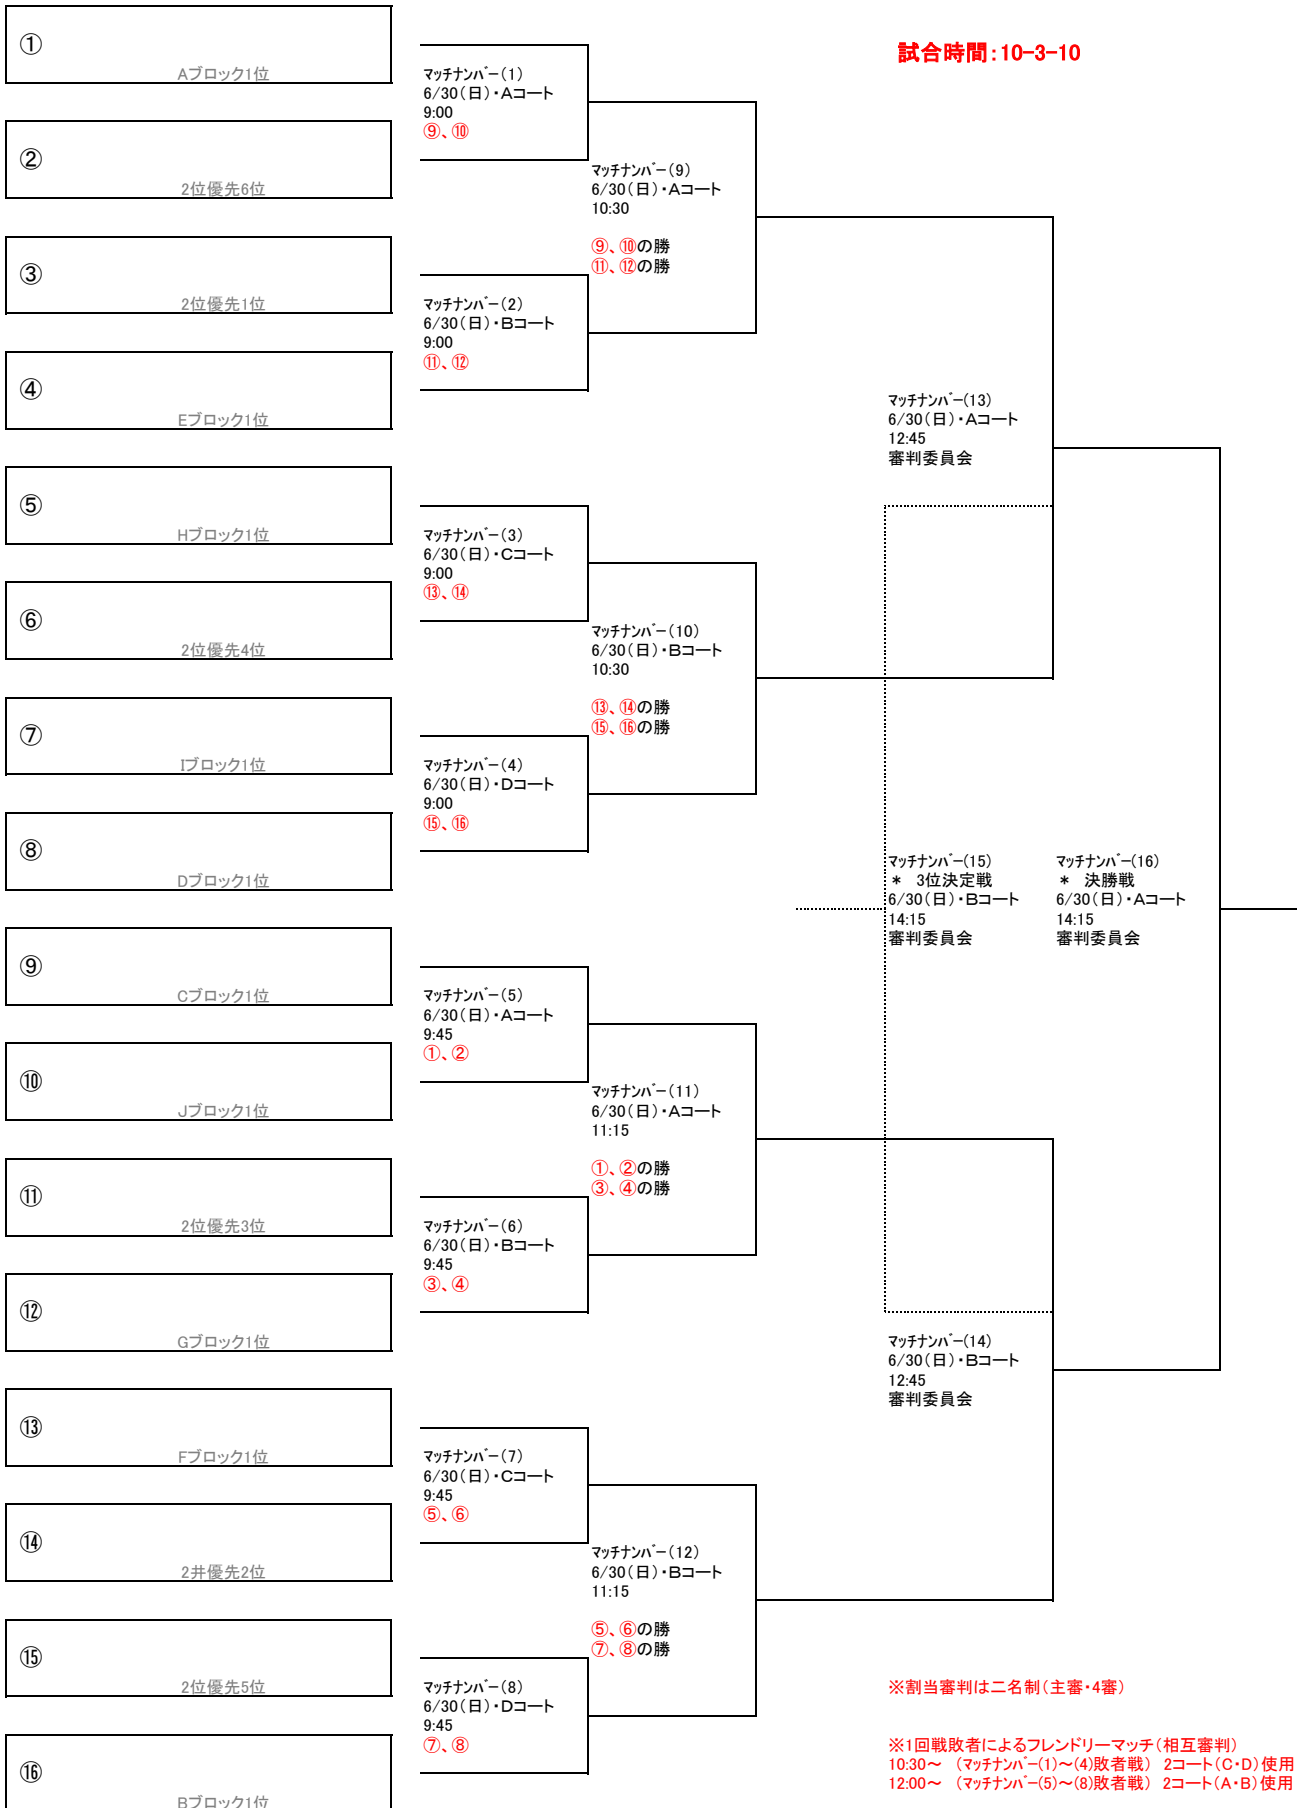 試合時間：10-3-10
①
Aブロック1位
②
2位優先6位
③
2位優先1位
④
Eブロック1位
⑤
Hブロック1位
⑥
2位優先4位
⑦
Iブロック1位
⑧
Dブロック1位
⑨
Cブロック1位
⑩
Jブロック1位
⑪
2位優先3位
⑫
Gブロック1位
⑬
Fブロック1位
⑭
2井優先2位
⑮
2位優先5位
⑯
Bブロック1位
ﾏｯﾁﾅﾝﾊﾞｰ(1)
6/30(日)・Aコート
9:00
⑨、⑩
ﾏｯﾁﾅﾝﾊﾞｰ(2)
6/30(日)・Bコート
9:00
⑪、⑫
ﾏｯﾁﾅﾝﾊﾞｰ(3)
6/30(日)・Cコート
9:00
⑬、⑭
ﾏｯﾁﾅﾝﾊﾞｰ(4)
6/30(日)・Dコート
9:00
⑮、⑯
ﾏｯﾁﾅﾝﾊﾞｰ(5)
6/30(日)・Aコート
9:45
①、②
ﾏｯﾁﾅﾝﾊﾞｰ(6)
6/30(日)・Bコート
9:45
③、④
ﾏｯﾁﾅﾝﾊﾞｰ(7)
6/30(日)・Cコート
9:45
⑤、⑥
ﾏｯﾁﾅﾝﾊﾞｰ(8)
6/30(日)・Dコート
9:45
⑦、⑧
ﾏｯﾁﾅﾝﾊﾞｰ(9)
6/30(日)・Aコート
10:30
⑨、⑩の勝
⑪、⑫の勝
ﾏｯﾁﾅﾝﾊﾞｰ(10)
6/30(日)・Bコート
10:30
⑬、⑭の勝
⑮、⑯の勝
ﾏｯﾁﾅﾝﾊﾞｰ(11)
6/30(日)・Aコート
11:15
①、②の勝
③、④の勝
ﾏｯﾁﾅﾝﾊﾞｰ(12)
6/30(日)・Bコート
11:15
⑤、⑥の勝
⑦、⑧の勝
ﾏｯﾁﾅﾝﾊﾞｰ(13)
6/30(日)・Aコート
12:45
審判委員会
ﾏｯﾁﾅﾝﾊﾞｰ(15)
＊ 3位決定戦
6/30(日)・Bコート
14:15
審判委員会
ﾏｯﾁﾅﾝﾊﾞｰ(16)
＊ 決勝戦
6/30(日)・Aコート
14:15
審判委員会
ﾏｯﾁﾅﾝﾊﾞｰ(14)
6/30(日)・Bコート
12:45
審判委員会
※割当審判は二名制(主審・4審)
※1回戦敗者によるフレンドリーマッチ(相互審判)
10:30～ (ﾏｯﾁﾅﾝﾊﾞｰ(1)～(4)敗者戦) 2コート(C・D)使用
12:00～ (ﾏｯﾁﾅﾝﾊﾞｰ(5)～(8)敗者戦) 2コート(A・B)使用